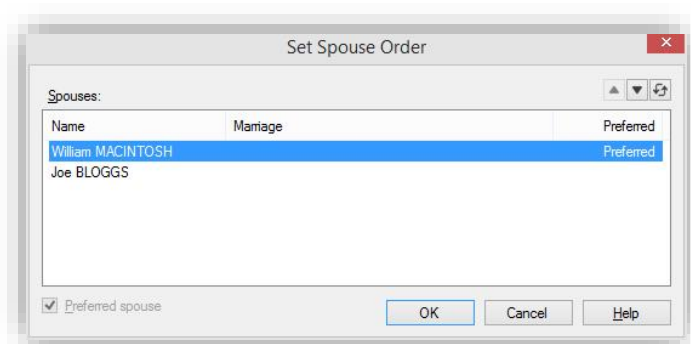 Set Spouse Order
Spouses:
Name Marriage Preferred
William MACINTOSH Preferred
Joe BLOGGS
Preferred spouse
OK Cancel Help